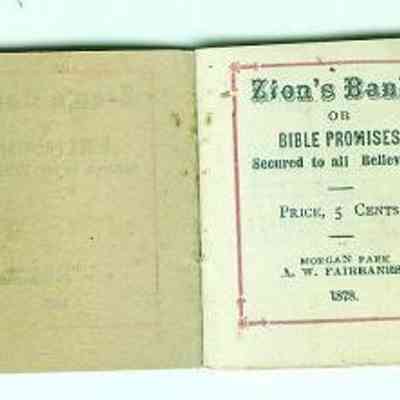 Zion's Bank
OR
BIBLE PROMISES
Secured to all Believ
PRICE, 5 CENTS
MORGAN PARK
A. W. FAIRBANKS
1878.